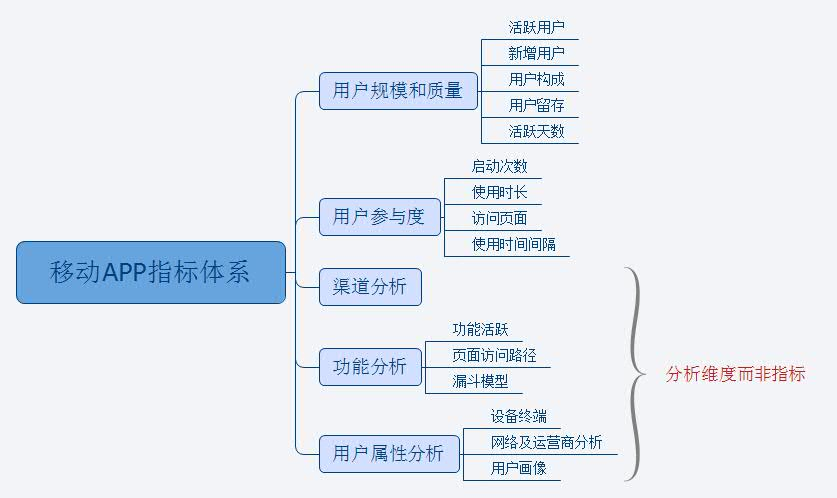 移动APP指标体系
用户规模和质量
活跃用户
新增用户
用户构成
用户留存
活跃天数
用户参与度
启动次数
使用时长
访问页面
使用时间间隔
渠道分析
功能分析
功能活跃
页面访问路径
漏斗模型
用户属性分析
设备终端
网络及运营商分析
用户画像
分析维度而非指标